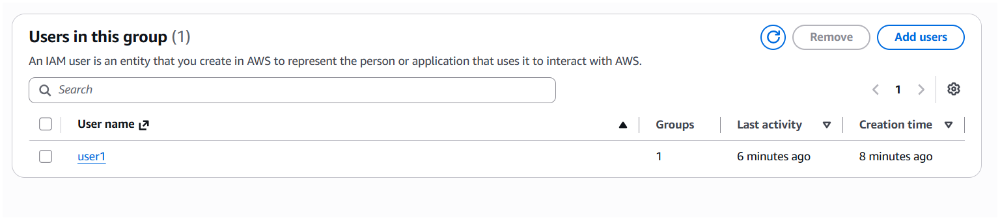 Users in this group (1)
Remove
Add users
An IAM user is an entity that you create in AWS to represent the person or application that uses it to interact with AWS.
Search
1
User name
Groups
Last activity
Creation time
user1
1
6 minutes ago
8 minutes ago